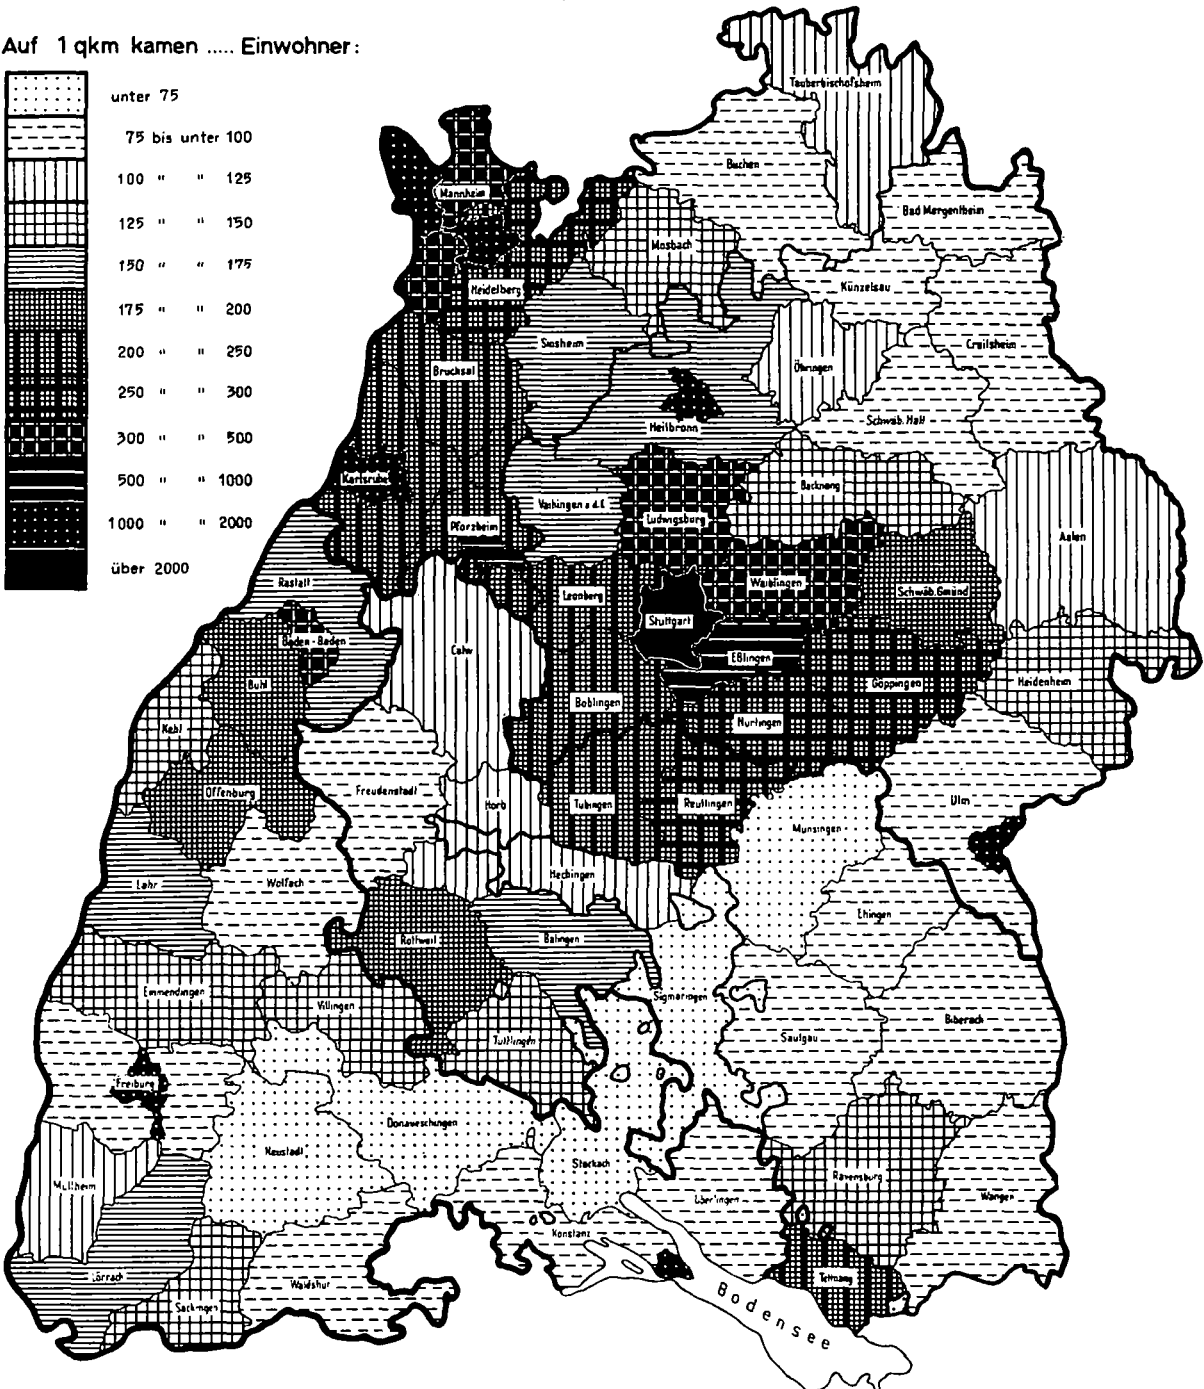 Auf 1 qkm kamen ..... Einwohner:
unter 75
75 bis unter 100
100 " " 125
125 " " 150
150 " " 175
175 " " 200
200 " " 250
250 " " 300
300 " " 500
500 " " 1000
1000 " " 2000
über 2000
Tauberbischofsheim
Buchen
Mannheim
Bad Mergentheim
Mosbach
Heidelberg
Künzelsau
Sinsheim
Crailsheim
Bruchsal
Öhringen
Schwäb. Hall
Heilbronn
Karlsruhe
Backnang
Vaihingen a.d.E.
Ludwigsburg
Pforzheim
Aalen
Rastatt
Waiblingen
Schwäb. Gmünd
Leonberg
Stuttgart
Baden-Baden
Calw
Eßlingen
Heidenheim
Bühl
Göppingen
Böblingen
Nürtingen
Kehl
Offenburg
Freudenstadt
Horb
Tübingen
Reutlingen
Ulm
Münsingen
Lahr
Wolfach
Hechingen
Ehingen
Rottweil
Balingen
Emmendingen
Villingen
Sigmaringen
Biberach
Tuttlingen
Saulgau
Freiburg
Donaueschingen
Neustadt
Stockach
Müllheim
Ravensburg
Überlingen
Wangen
Konstanz
Lörrach
Waldshut
Tettnang
Säckingen
Bodensee